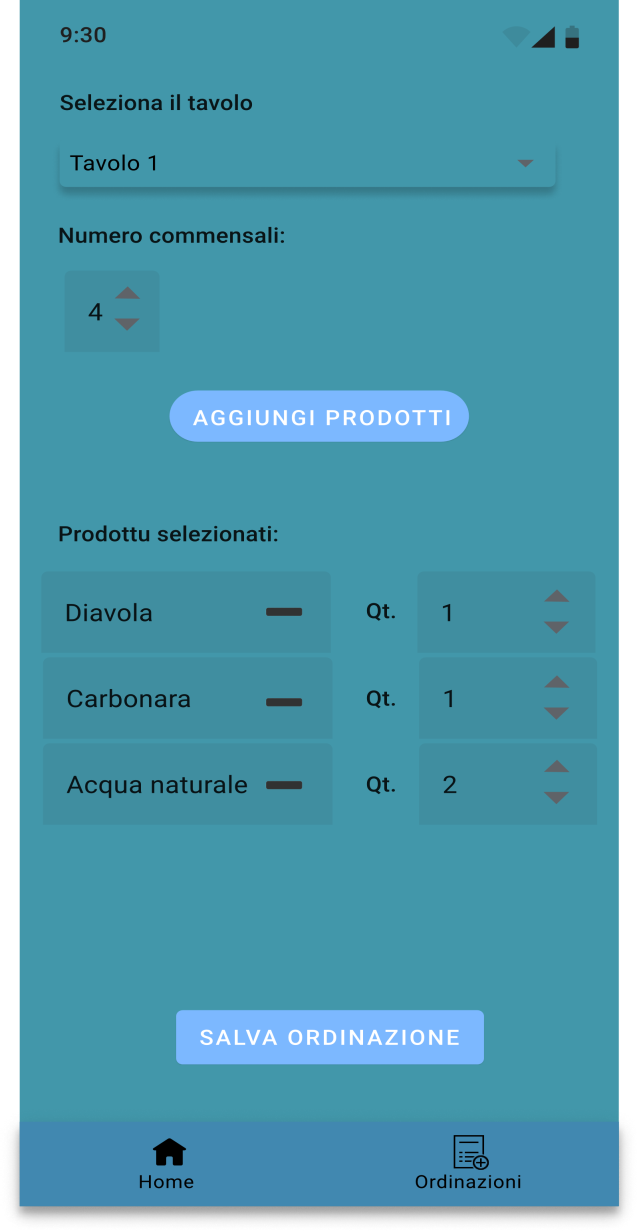 9:30
Seleziona il tavolo
Tavolo 1
Numero commensali:
4
AGGIUNGI PRODOTTI
Prodottu selezionati:
Diavola Qt. 1
Carbonara Qt. 1
Acqua naturale Qt. 2
SALVA ORDINAZIONE
Home Ordinazioni